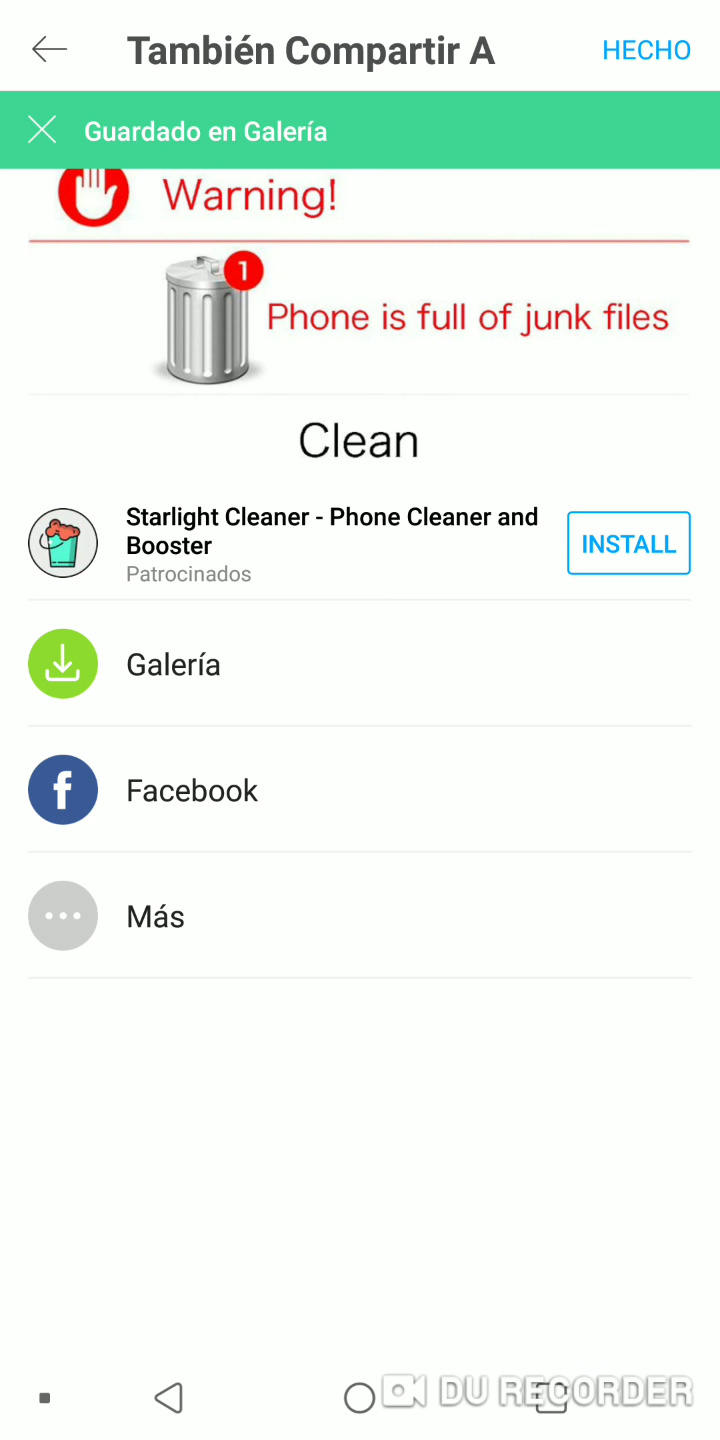 También Compartir A
HECHO
Guardado en Galería
Warning!
1
Phone is full of junk files
Clean
Starlight Cleaner - Phone Cleaner and
Booster
INSTALL
Patrocinados
Galería
f
Facebook
Más
DU RECORDER